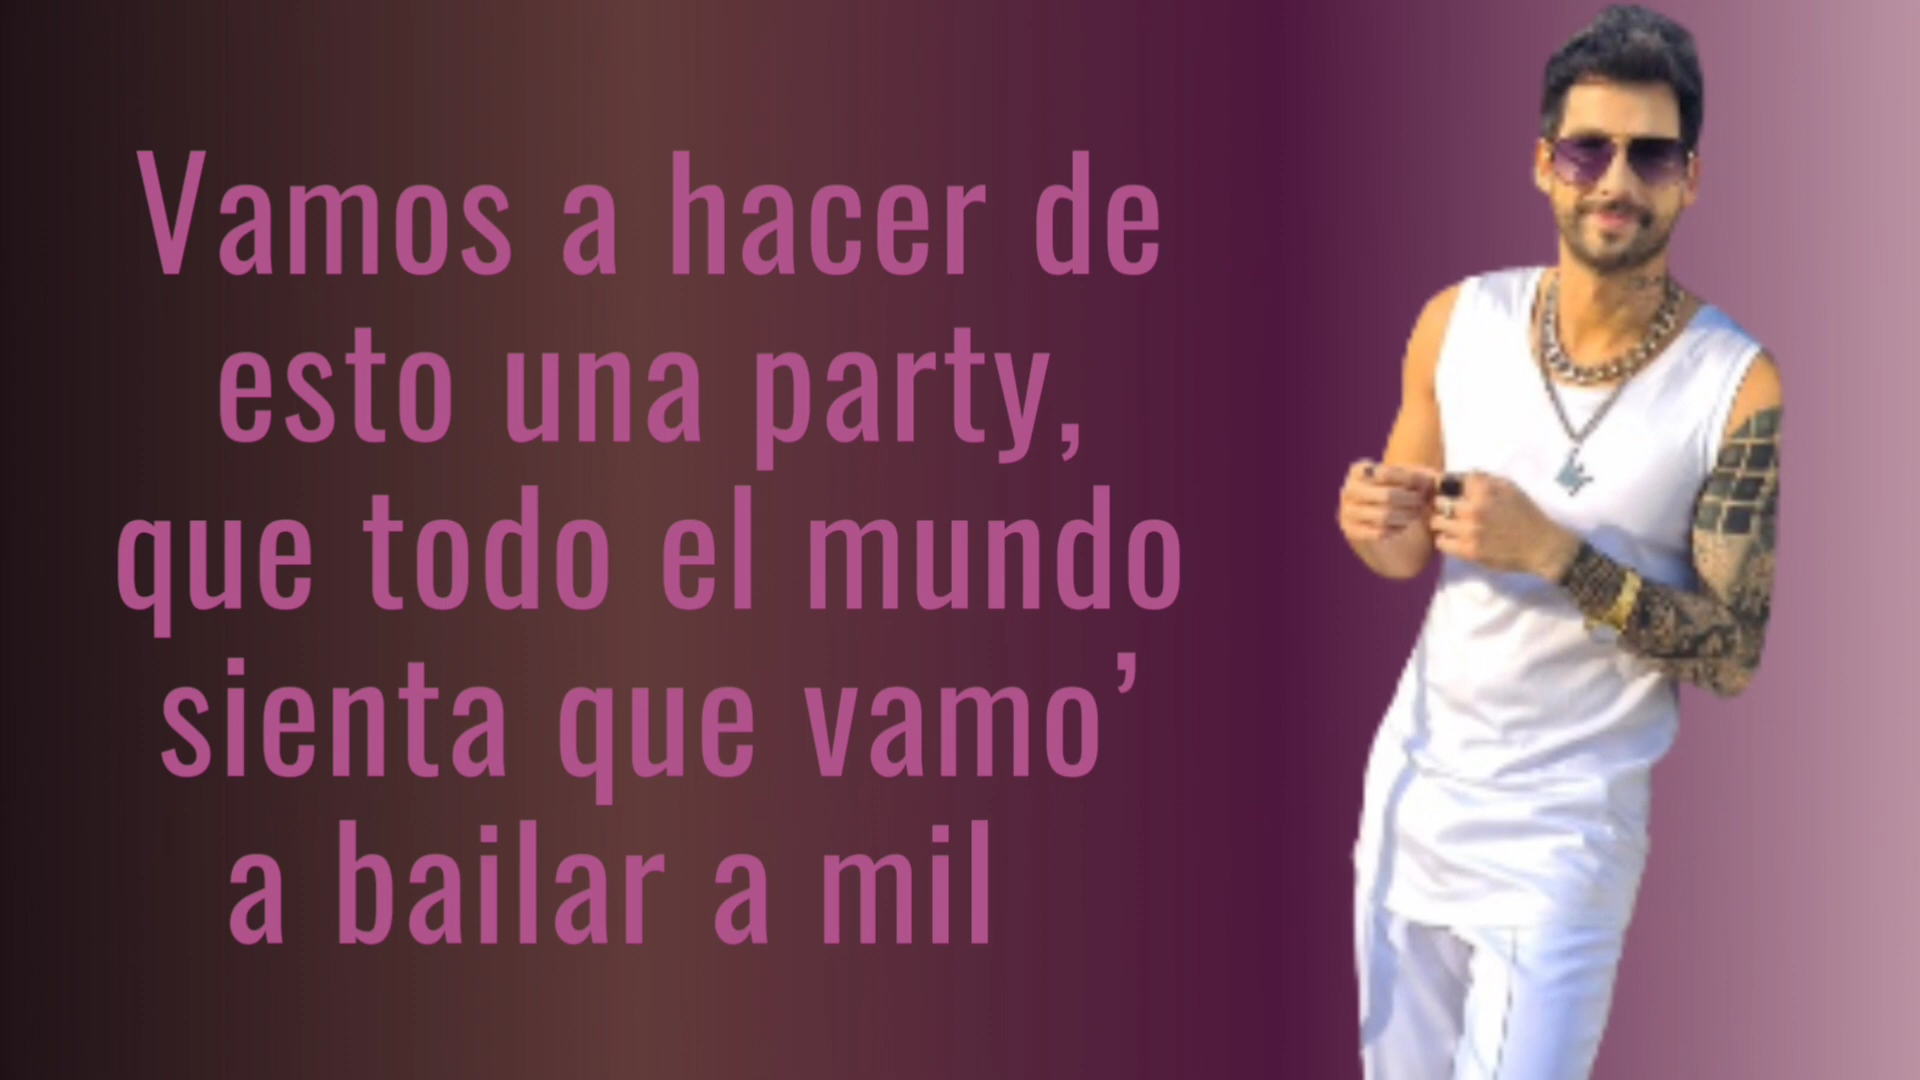 Vamos a hacer de
esto una party,
que todo el mundo
sienta que vamo’
a bailar a mil